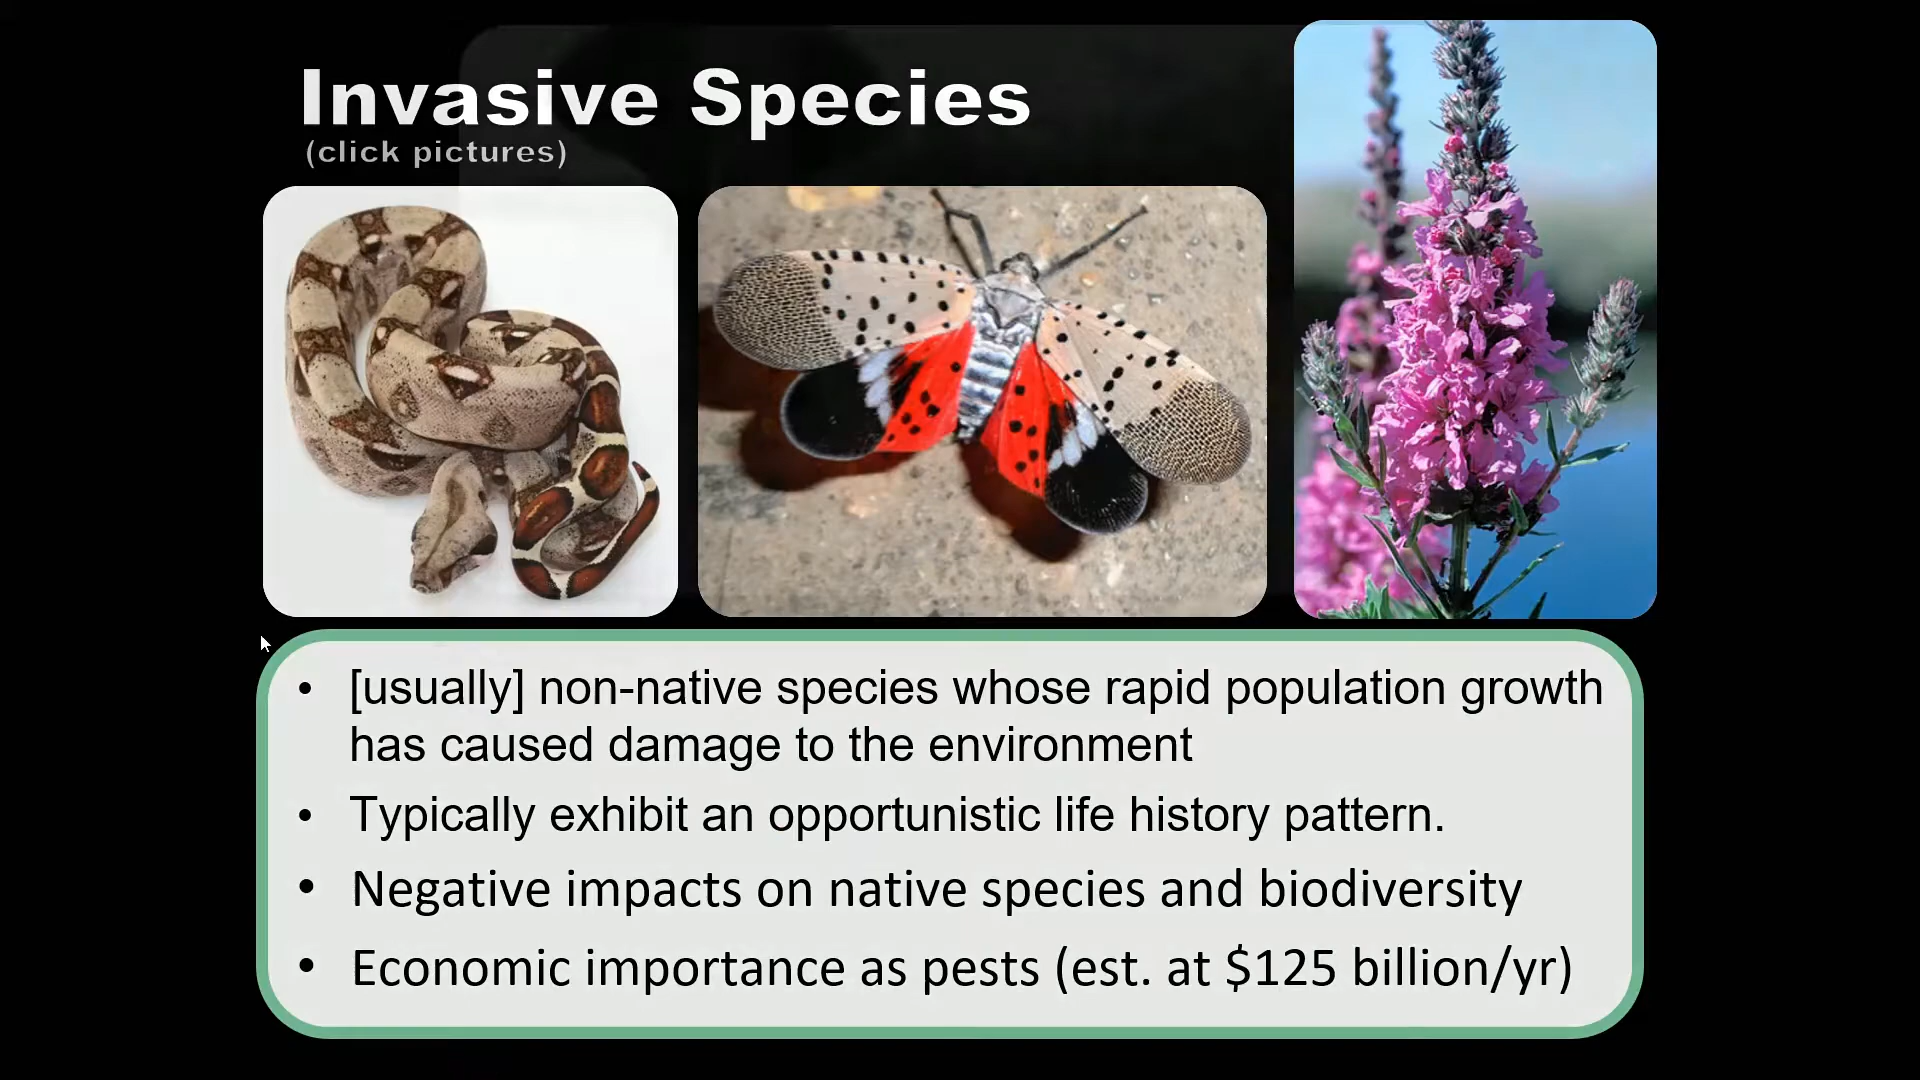 Invasive Species
(click pictures)
• [usually] non-native species whose rapid population growth
has caused damage to the environment
• Typically exhibit an opportunistic life history pattern.
• Negative impacts on native species and biodiversity
• Economic importance as pests (est. at $125 billion/yr)